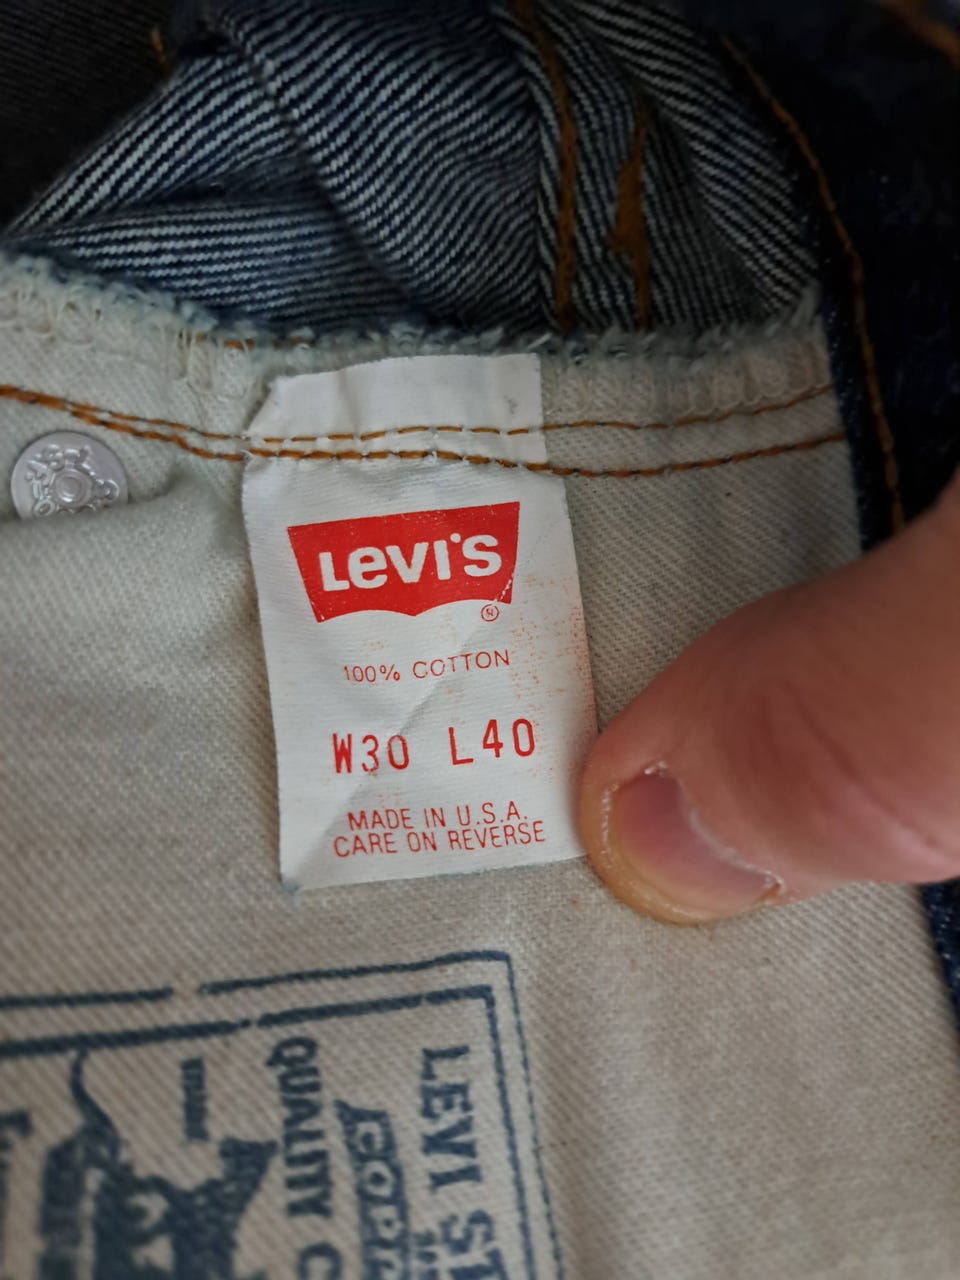 LEVI'S
®
100% COTTON
W30 L40
MADE IN U.S.A.
CARE ON REVERSE
LEVI ST
QUALITY C